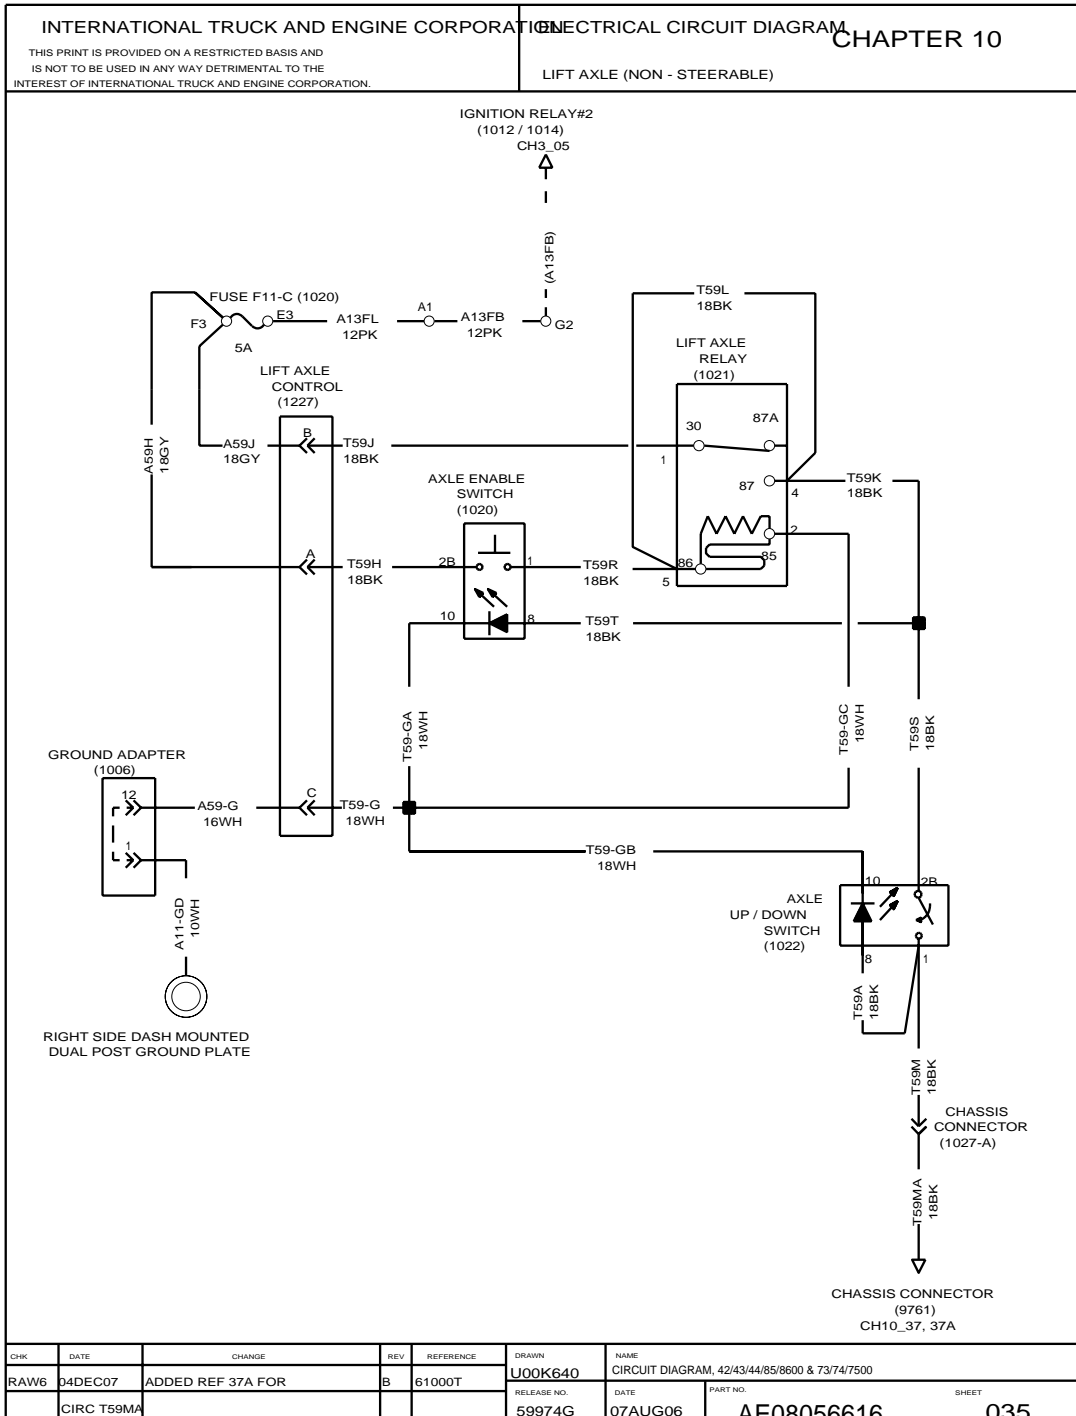 INTERNATIONAL TRUCK AND ENGINE CORPORATION
ELECTRICAL CIRCUIT DIAGRAM
CHAPTER 10
THIS PRINT IS PROVIDED ON A RESTRICTED BASIS AND
IS NOT TO BE USED IN ANY WAY DETRIMENTAL TO THE
INTEREST OF INTERNATIONAL TRUCK AND ENGINE CORPORATION.
LIFT AXLE (NON - STEERABLE)
IGNITION RELAY#2
(1012 / 1014)
CH3_05
(A13FB)
FUSE F11-C (1020)
F3
E3
5A
A13FL
12PK
A1
A13FB
12PK
G2
T59L
18BK
LIFT AXLE
RELAY
(1021)
LIFT AXLE
CONTROL
(1227)
30
87A
A59H
18GY
A59J
18GY
B
T59J
18BK
1
87
4
T59K
18BK
AXLE ENABLE
SWITCH
(1020)
A
T59H
18BK
2B
1
T59R
18BK
86
85
2
5
10
8
T59T
18BK
T59-GA
18WH
T59-GC
18WH
T59S
18BK
GROUND ADAPTER
(1006)
12
A59-G
16WH
C
T59-G
18WH
1
A11-GD
10WH
T59-GB
18WH
RIGHT SIDE DASH MOUNTED
DUAL POST GROUND PLATE
AXLE
UP / DOWN
SWITCH
(1022)
10
2B
8
1
T59A
18BK
T59M
18BK
CHASSIS
CONNECTOR
(1027-A)
T59MA
18BK
CHASSIS CONNECTOR
(9761)
CH10_37, 37A
CHK DATE CHANGE REV REFERENCE DRAWN NAME
RAW6 04DEC07 ADDED REF 37A FOR B 61000T U00K640 CIRCUIT DIAGRAM, 42/43/44/85/8600 & 73/74/7500
RELEASE NO. DATE PART NO. SHEET
CIRC T59MA 59974G 07AUG06 AE08056616 035